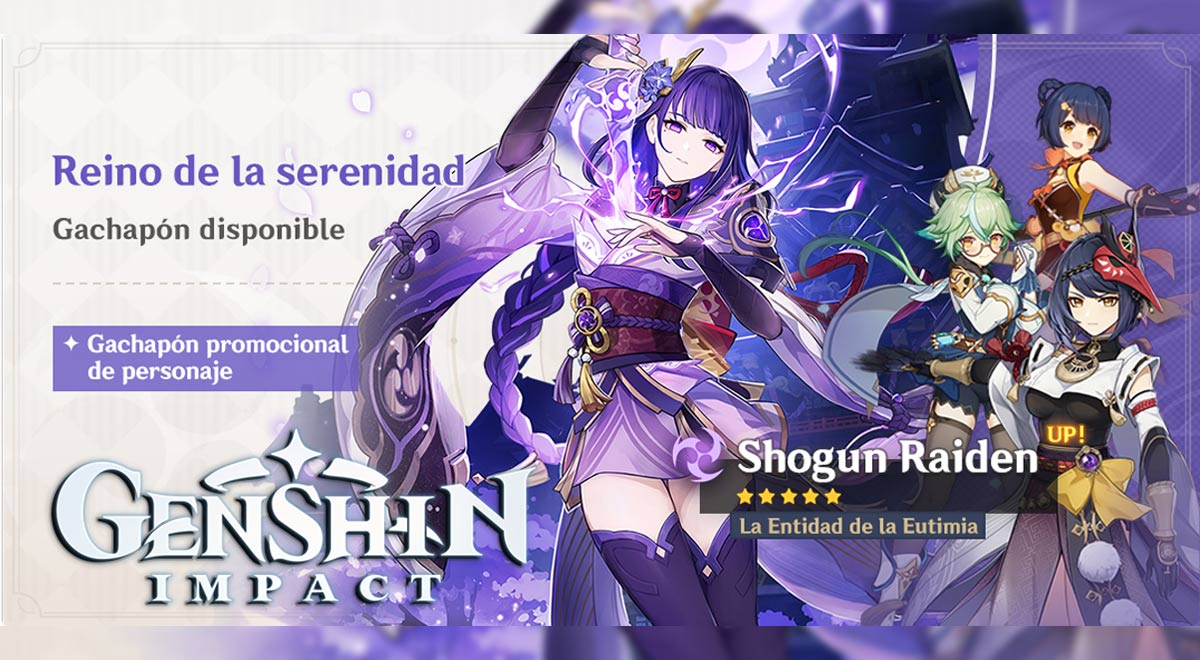 Reino de la serenidad
Gachapón disponible
Gachapón promocional
de personaje
GENSHIN
IMPACT
UP!
Shogun Raiden
La Entidad de la Eutimia